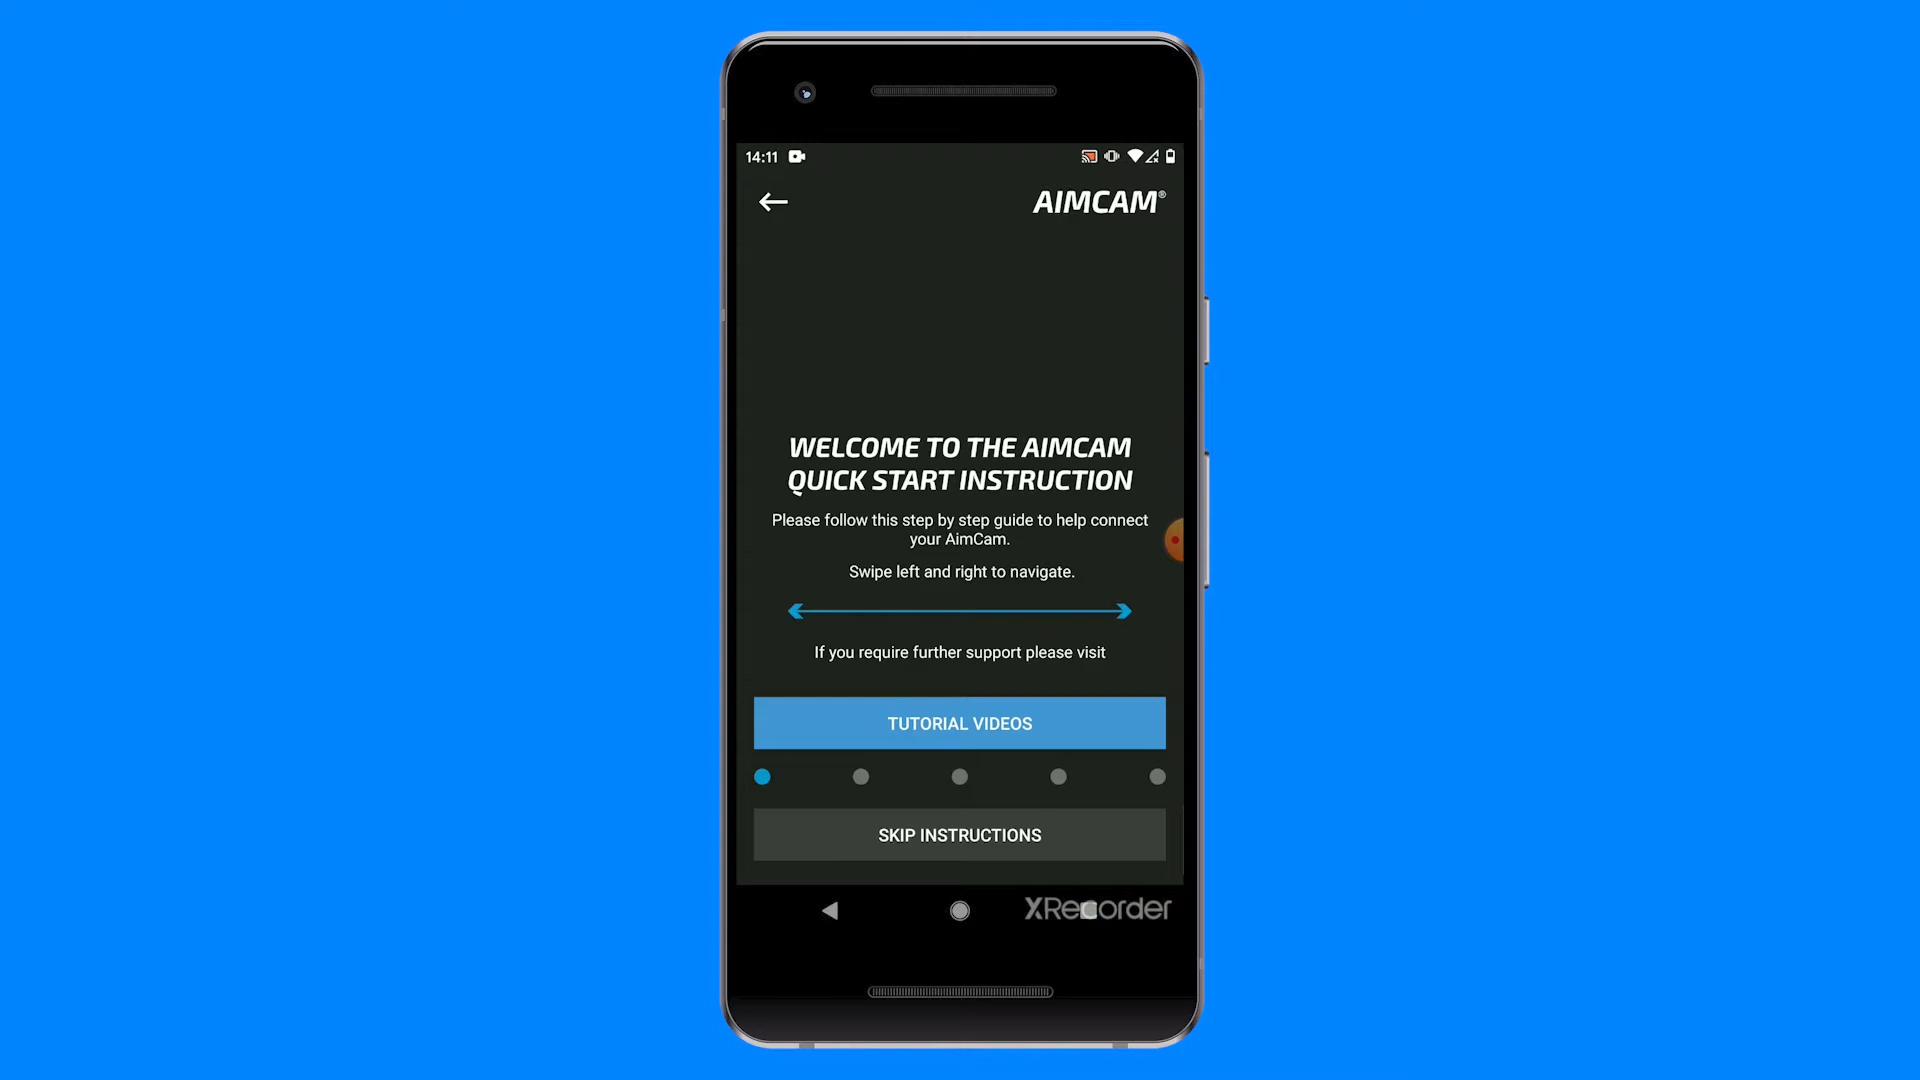 14:11
AIMCAM®
WELCOME TO THE AIMCAM
QUICK START INSTRUCTION
Please follow this step by step guide to help connect
your AimCam.
Swipe left and right to navigate.
If you require further support please visit
TUTORIAL VIDEOS
SKIP INSTRUCTIONS
XRecorder